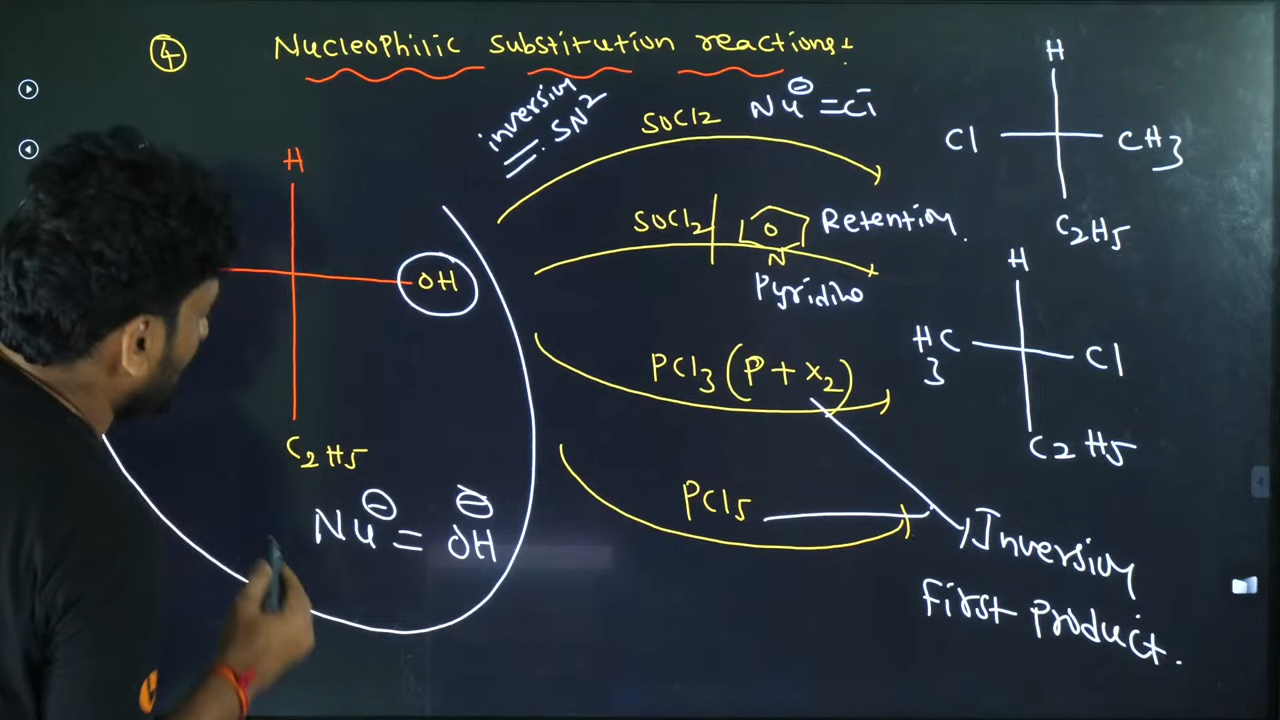 4 Nucleophilic substitution reactions:
inversion
SN2
SOCl2 Nu⊖ = Cl̄
H
OH
C2H5
Nu⊖ = ⊖OH
SOCl2 | N Retention.
Pyridine
PCl3 (P + X2)
PCl5
H
Cl CH3
C2H5
H
H3C Cl
C2H5
Inversion
First Product.